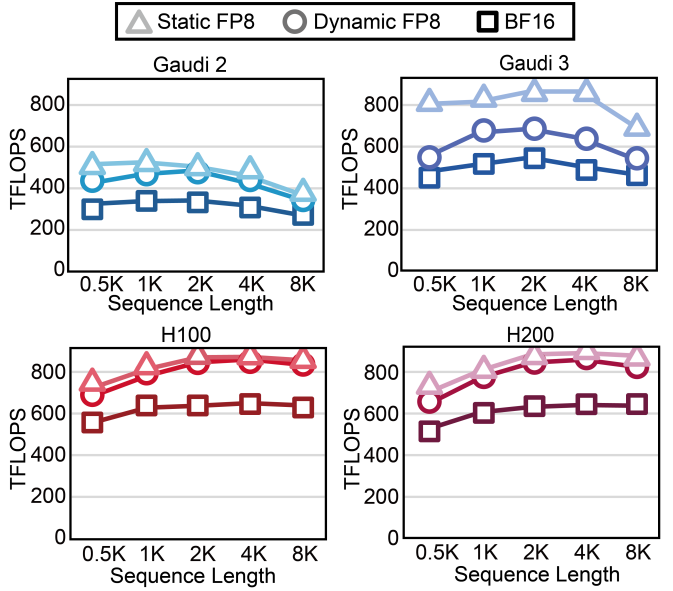 Static FP8 Dynamic FP8 BF16
Gaudi 2
TFLOPS
800
600
400
200
0
0.5K 1K 2K 4K 8K
Sequence Length
Gaudi 3
TFLOPS
800
600
400
200
0
0.5K 1K 2K 4K 8K
Sequence Length
H100
TFLOPS
800
600
400
200
0
0.5K 1K 2K 4K 8K
Sequence Length
H200
TFLOPS
800
600
400
200
0
0.5K 1K 2K 4K 8K
Sequence Length